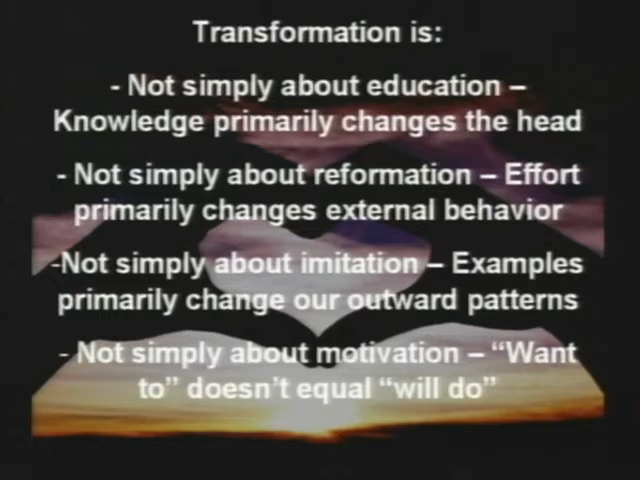 Transformation is:
- Not simply about education –
Knowledge primarily changes the head
- Not simply about reformation – Effort
primarily changes external behavior
-Not simply about imitation – Examples
primarily change our outward patterns
- Not simply about motivation – “Want
to” doesn’t equal “will do”